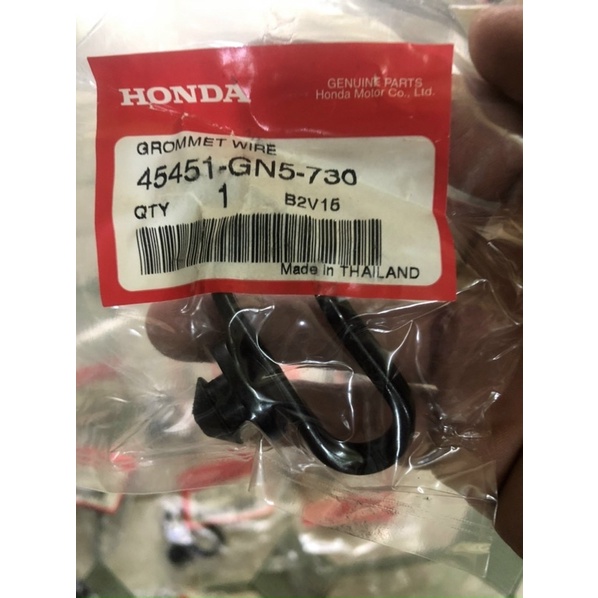 HONDA
GENUINE PARTS
Honda Motor Co., Ltd.
GROMMET WIRE
45451-GN5-730
QTY 1 B2V15
Made in THAILAND